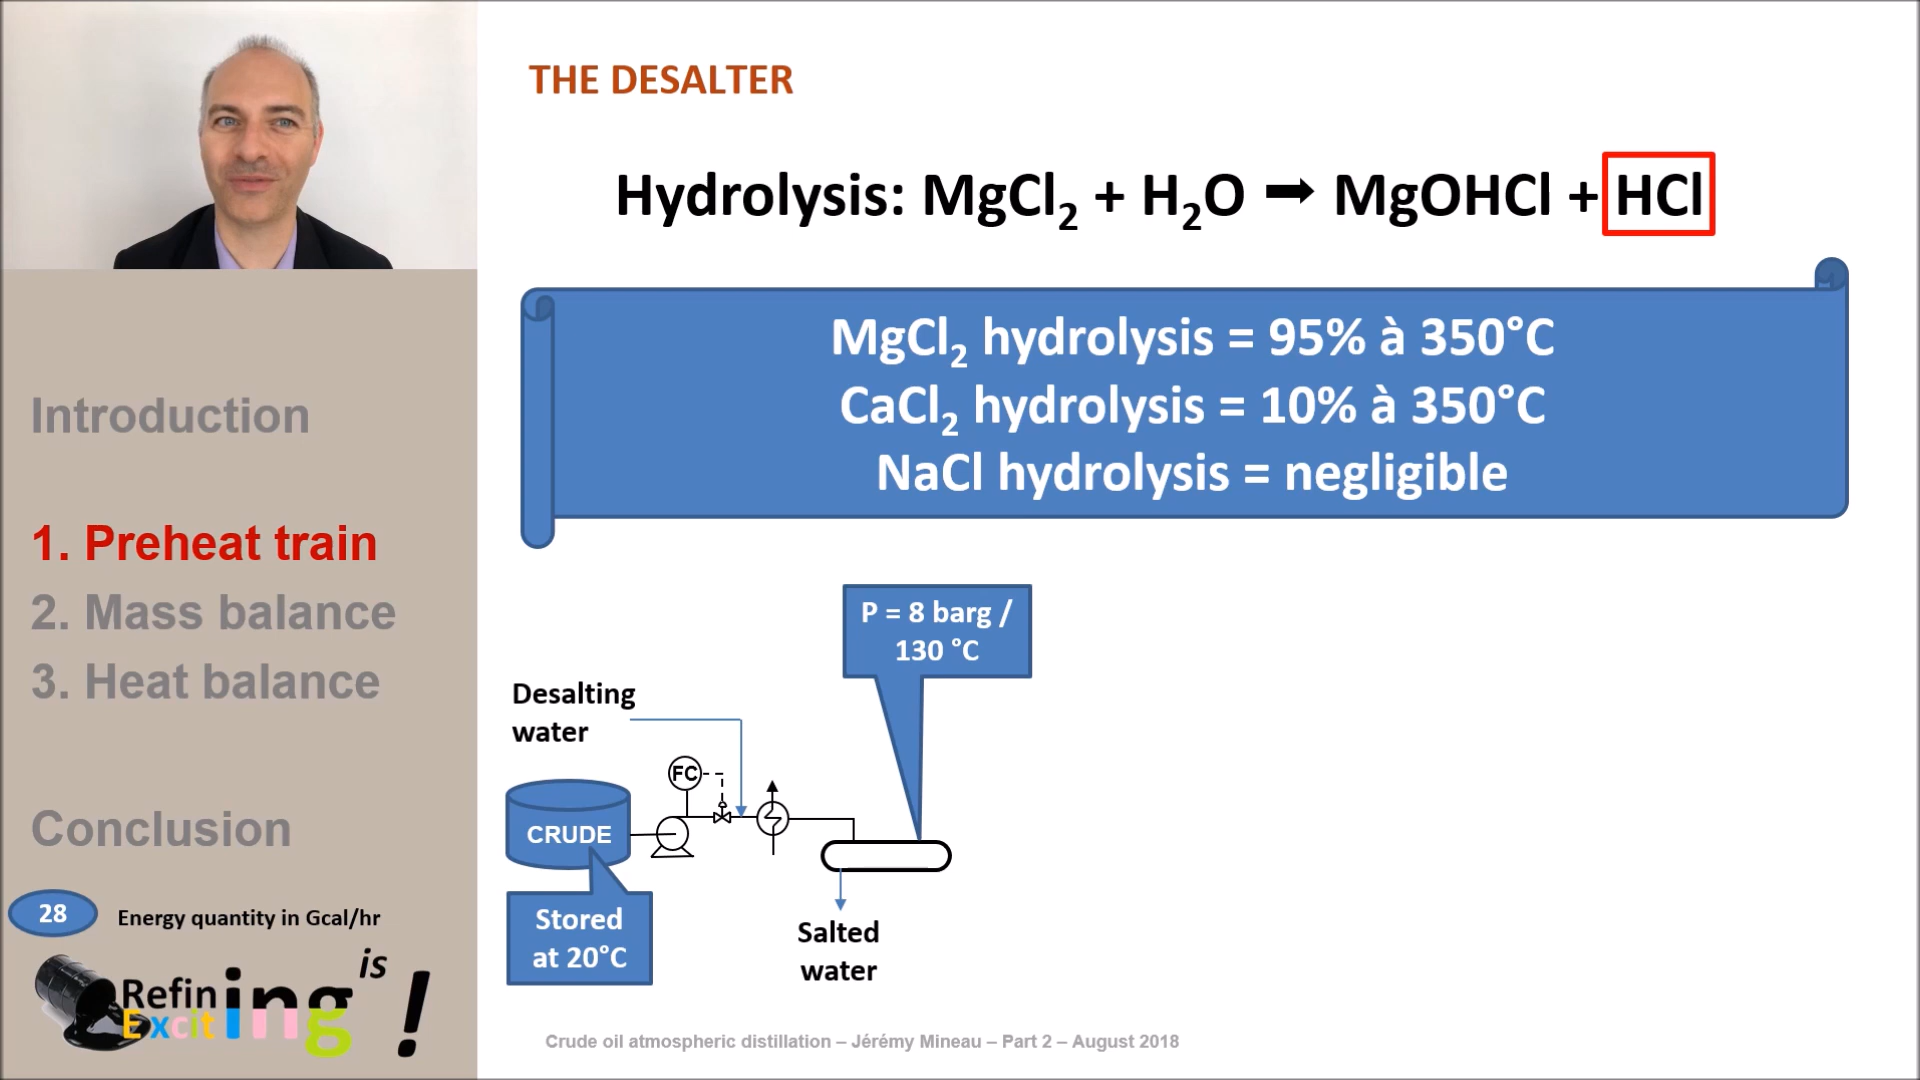 THE DESALTER
Hydrolysis: MgCl₂ + H₂O ➡ MgOHCl + HCl
MgCl₂ hydrolysis = 95% à 350°C
CaCl₂ hydrolysis = 10% à 350°C
NaCl hydrolysis = negligible
Introduction
1. Preheat train
2. Mass balance
3. Heat balance
Conclusion
28
Energy quantity in Gcal/hr
Refining is
Exciting !
P = 8 barg /
130 °C
Desalting
water
FC
CRUDE
Stored
at 20°C
Salted
water
Crude oil atmospheric distillation – Jérémy Mineau – Part 2 – August 2018